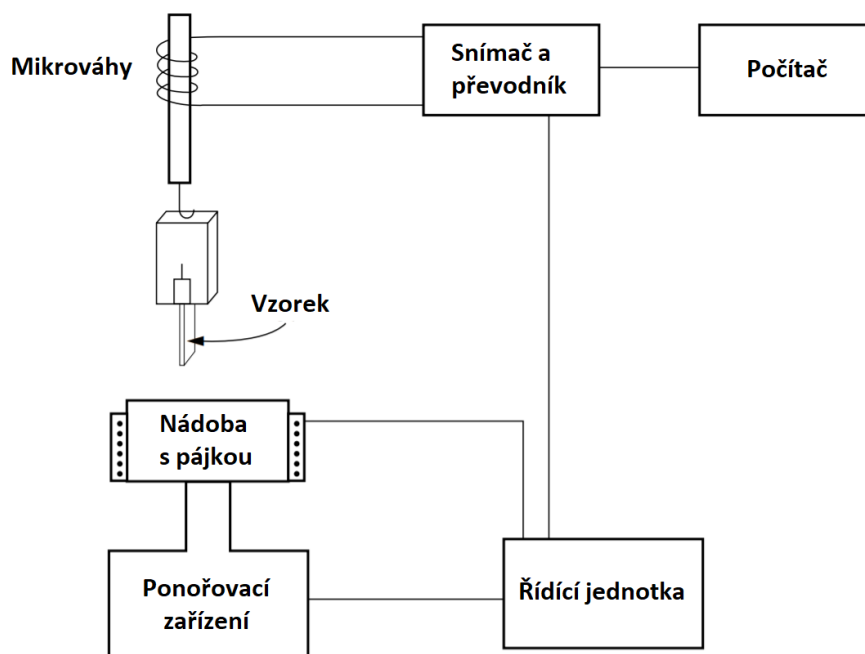 Mikrováhy
Snímač a
převodník
Počítač
Vzorek
Nádoba
s pájkou
Ponořovací
zařízení
Řídící jednotka